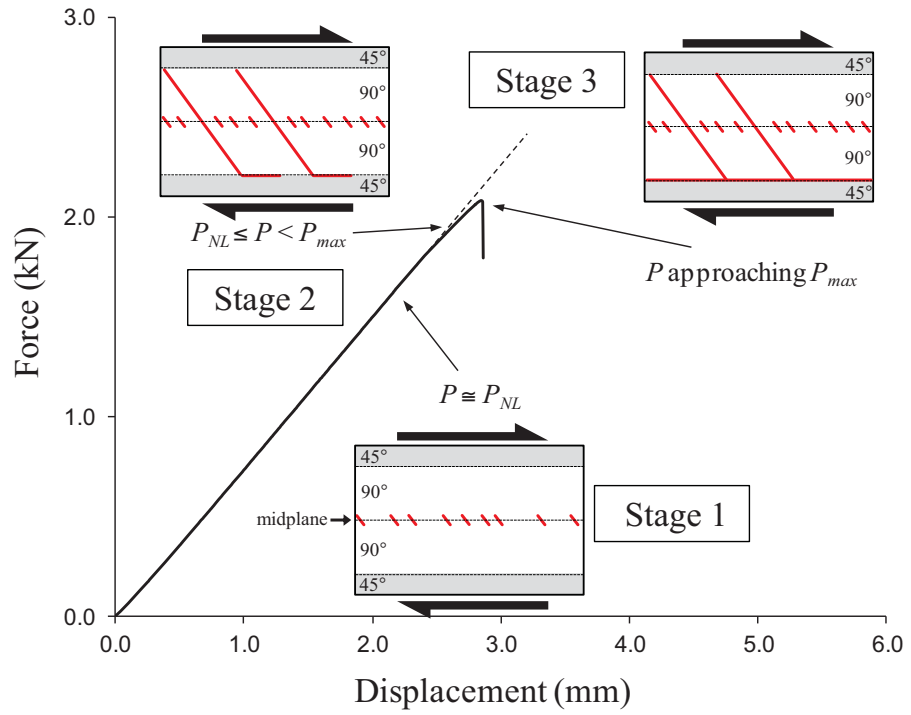 3.0
45°
90°
90°
45°
Stage 3
45°
90°
90°
45°
2.0
P_NL ≤ P < P_max
P approaching P_max
Stage 2
Force (kN)
1.0
P ≅ P_NL
45°
90°
midplane
90°
45°
Stage 1
0.0
0.0 1.0 2.0 3.0 4.0 5.0 6.0
Displacement (mm)